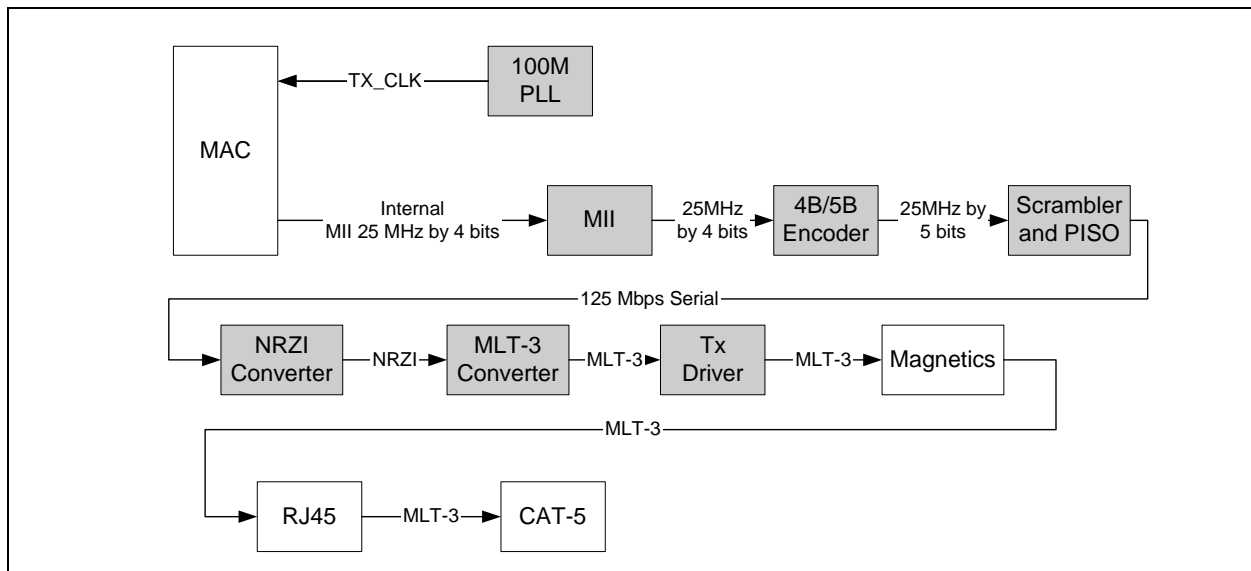 100M
PLL
TX_CLK
MAC
Internal
MII 25 MHz by 4 bits
MII
25MHz
by 4 bits
4B/5B
Encoder
25MHz by
5 bits
Scrambler
and PISO
125 Mbps Serial
NRZI
Converter
NRZI
MLT-3
Converter
MLT-3
Tx
Driver
MLT-3
Magnetics
MLT-3
RJ45
MLT-3
CAT-5